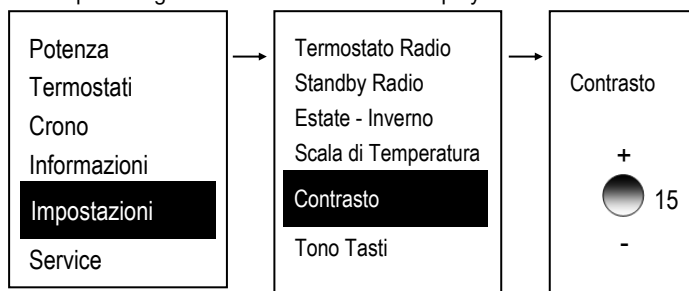 Potenza
Termostati
Crono
Informazioni
Impostazioni
Service
Termostato Radio
Standby Radio
Estate - Inverno
Scala di Temperatura
Contrasto
Tono Tasti
Contrasto
+
15
-